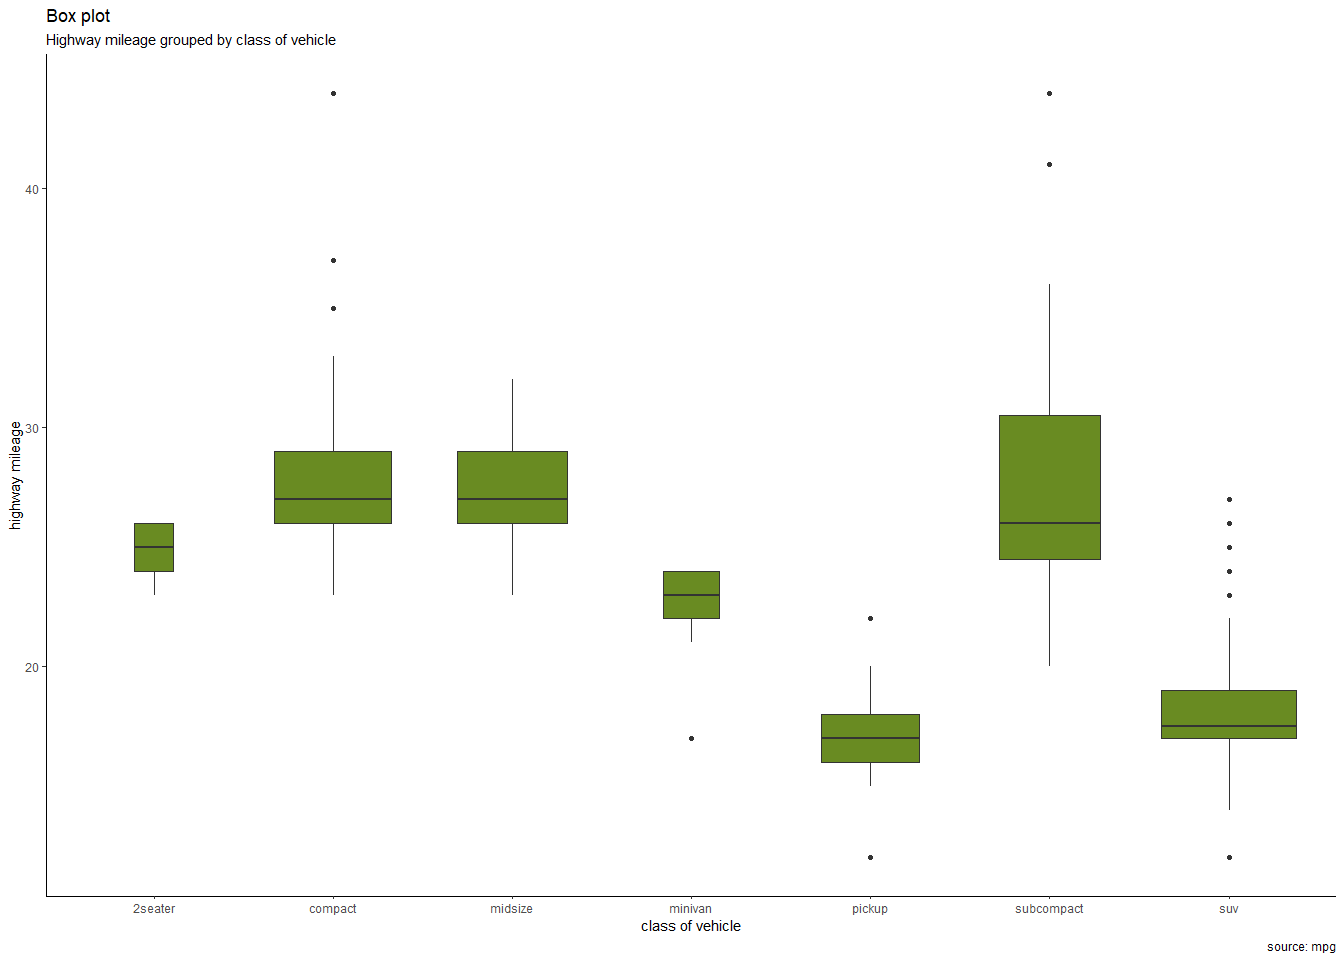 Box plot
Highway mileage grouped by class of vehicle
highway mileage
40
30
20
2seater compact midsize minivan pickup subcompact suv
class of vehicle
source: mpg